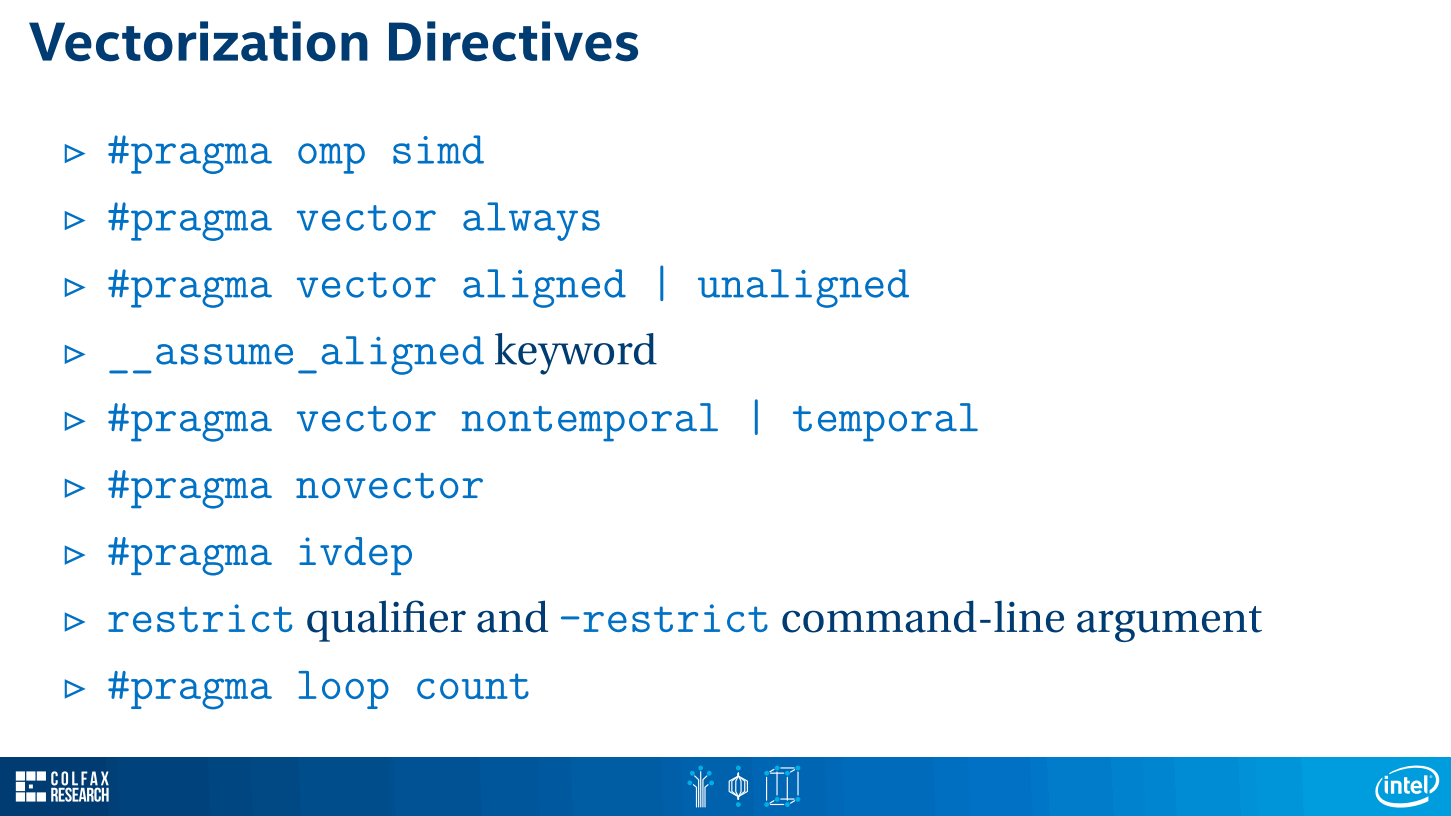 Vectorization Directives
▷ #pragma omp simd
▷ #pragma vector always
▷ #pragma vector aligned | unaligned
▷ __assume_aligned keyword
▷ #pragma vector nontemporal | temporal
▷ #pragma novector
▷ #pragma ivdep
▷ restrict qualifier and -restrict command-line argument
▷ #pragma loop count
COLFAX
RESEARCH
intel